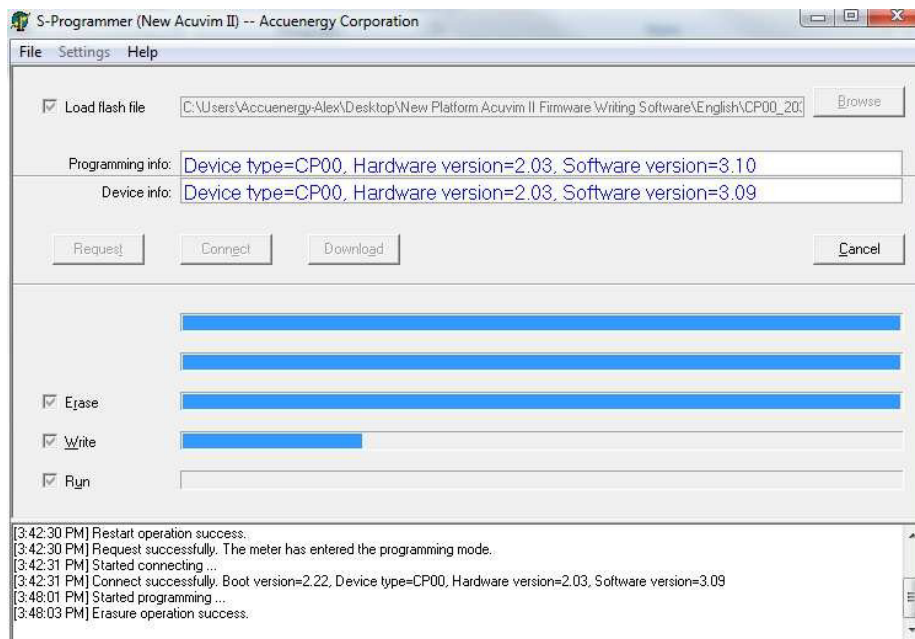 S-Programmer (New Acuvim II) -- Accuenergy Corporation
File Settings Help
Load flash file C:\Users\Accuenergy-Alex\Desktop\New Platform Acuvim II Firmware Writing Software\English\CP00_20 Browse
Programming info: Device type=CP00, Hardware version=2.03, Software version=3.10
Device info: Device type=CP00, Hardware version=2.03, Software version=3.09
Request Connect Download Cancel
Erase
Write
Run
[3:42:30 PM] Restart operation success.
[3:42:30 PM] Request successfully. The meter has entered the programming mode.
[3:42:31 PM] Started connecting ...
[3:42:31 PM] Connect successfully. Boot version=2.22, Device type=CP00, Hardware version=2.03, Software version=3.09
[3:48:01 PM] Started programming ...
[3:48:03 PM] Erasure operation success.